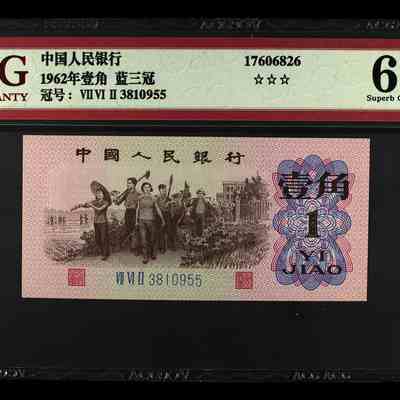 G
中国人民银行
17606826
6
1962年壹角 蓝三冠
☆☆☆
ANTY
冠号: Ⅶ Ⅵ Ⅱ 3810955
Superb
中國人民銀行
壹角
1
YI
JIAO
Ⅶ Ⅵ Ⅱ 3810955